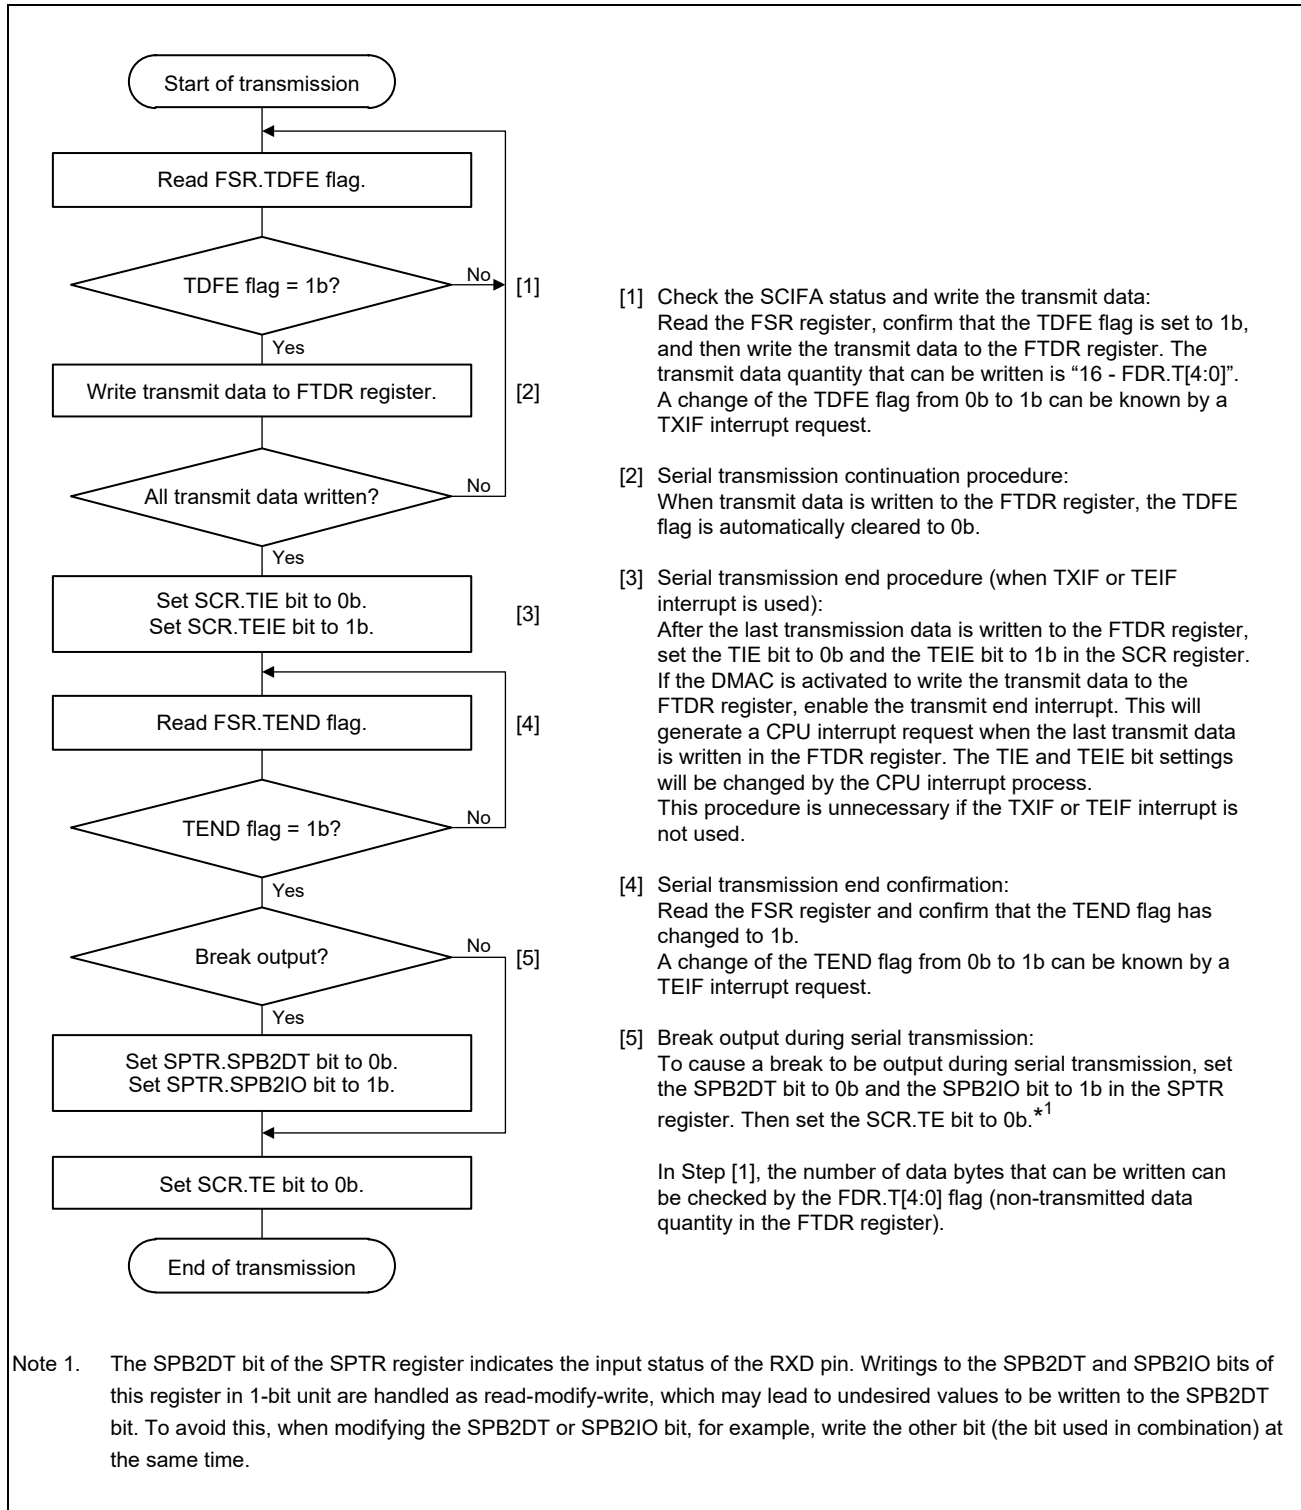 Start of transmission
Read FSR.TDFE flag.
TDFE flag = 1b?
No
[1]
Yes
Write transmit data to FTDR register.
[2]
All transmit data written?
No
Yes
Set SCR.TIE bit to 0b.
Set SCR.TEIE bit to 1b.
[3]
Read FSR.TEND flag.
[4]
TEND flag = 1b?
No
Yes
Break output?
No
[5]
Yes
Set SPTR.SPB2DT bit to 0b.
Set SPTR.SPB2IO bit to 1b.
Set SCR.TE bit to 0b.
End of transmission
[1] Check the SCIFA status and write the transmit data:
Read the FSR register, confirm that the TDFE flag is set to 1b,
and then write the transmit data to the FTDR register. The
transmit data quantity that can be written is “16 - FDR.T[4:0]”.
A change of the TDFE flag from 0b to 1b can be known by a
TXIF interrupt request.
[2] Serial transmission continuation procedure:
When transmit data is written to the FTDR register, the TDFE
flag is automatically cleared to 0b.
[3] Serial transmission end procedure (when TXIF or TEIF
interrupt is used):
After the last transmission data is written to the FTDR register,
set the TIE bit to 0b and the TEIE bit to 1b in the SCR register.
If the DMAC is activated to write the transmit data to the
FTDR register, enable the transmit end interrupt. This will
generate a CPU interrupt request when the last transmit data
is written in the FTDR register. The TIE and TEIE bit settings
will be changed by the CPU interrupt process.
This procedure is unnecessary if the TXIF or TEIF interrupt is
not used.
[4] Serial transmission end confirmation:
Read the FSR register and confirm that the TEND flag has
changed to 1b.
A change of the TEND flag from 0b to 1b can be known by a
TEIF interrupt request.
[5] Break output during serial transmission:
To cause a break to be output during serial transmission, set
the SPB2DT bit to 0b and the SPB2IO bit to 1b in the SPTR
register. Then set the SCR.TE bit to 0b.*1
In Step [1], the number of data bytes that can be written can
be checked by the FDR.T[4:0] flag (non-transmitted data
quantity in the FTDR register).
Note 1. The SPB2DT bit of the SPTR register indicates the input status of the RXD pin. Writings to the SPB2DT and SPB2IO bits of
this register in 1-bit unit are handled as read-modify-write, which may lead to undesired values to be written to the SPB2DT
bit. To avoid this, when modifying the SPB2DT or SPB2IO bit, for example, write the other bit (the bit used in combination) at
the same time.